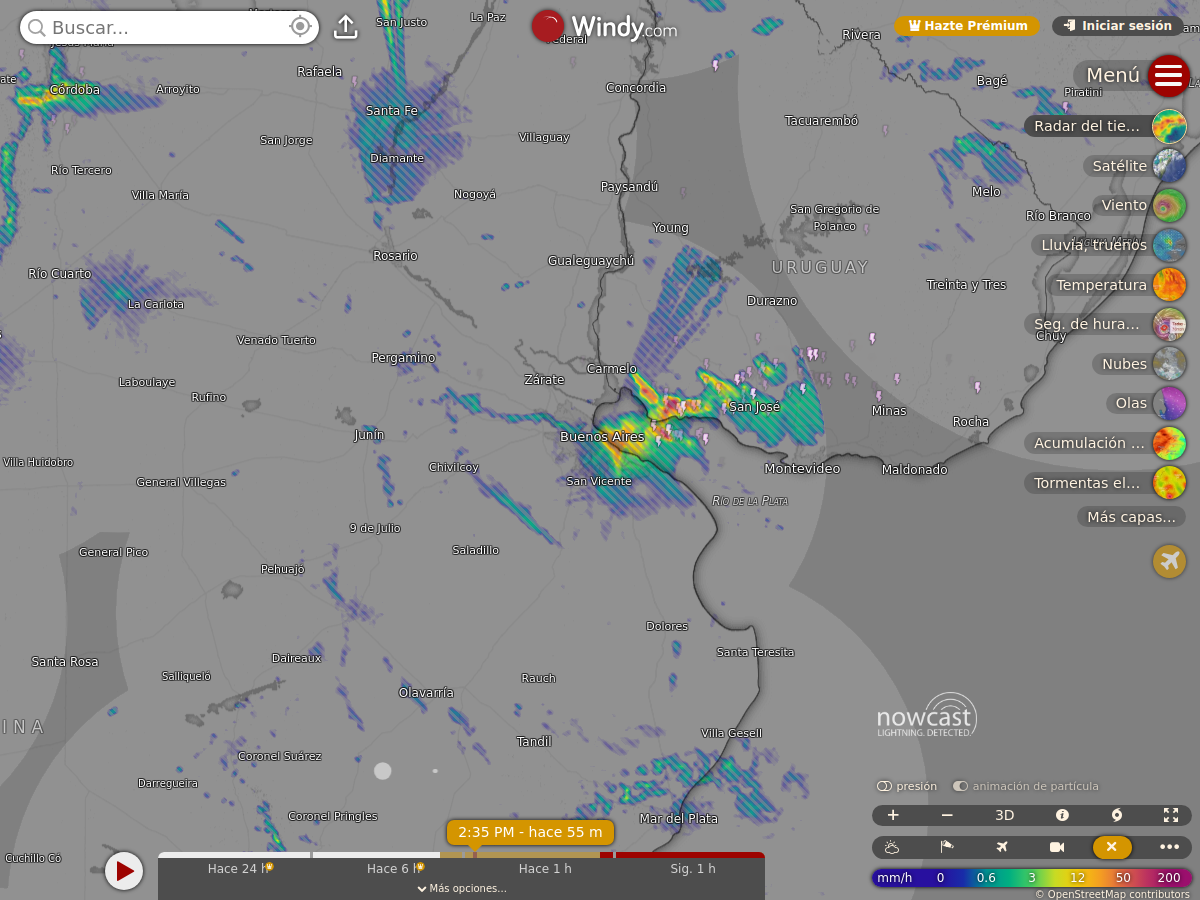 Buscar...
Windy.com
Hazte Prémium
Iniciar sesión
Menú
Radar del tie...
Satélite
Viento
Lluvia, truenos
Temperatura
Seg. de hura...
Nubes
Olas
Acumulación ...
Tormentas el...
Más capas...
San Justo
La Paz
Federal
Rivera
Jesús María
Rafaela
Concordia
Bagé
Piratini
Córdoba
Arroyito
Santa Fe
Tacuarembó
San Jorge
Villaguay
Diamante
Río Tercero
Villa María
Nogoyá
Paysandú
Melo
San Gregorio de
Polanco
Río Branco
Young
Rosario
Gualeguaychú
URUGUAY
Río Cuarto
La Carlota
Durazno
Treinta y Tres
Venado Tuerto
Chuy
Pergamino
Carmelo
Zárate
Laboulaye
Rufino
San José
Minas
Rocha
Junín
Buenos Aires
Villa Huidobro
Chivilcoy
Montevideo
Maldonado
General Villegas
San Vicente
Río de la Plata
9 de Julio
General Pico
Saladillo
Pehuajó
Dolores
Santa Teresita
Santa Rosa
Daireaux
Salliqueló
Rauch
Olavarría
INA
Villa Gesell
Tandil
Coronel Suárez
Darregueira
Coronel Pringles
Mar del Plata
Cuchillo Có
nowcast
LIGHTNING. DETECTED.
presión
animación de partícula
3D
2:35 PM - hace 55 m
Hace 24 h
Hace 6 h
Hace 1 h
Sig. 1 h
Más opciones...
mm/h 0 0.6 3 12 50 200
© OpenStreetMap contributors